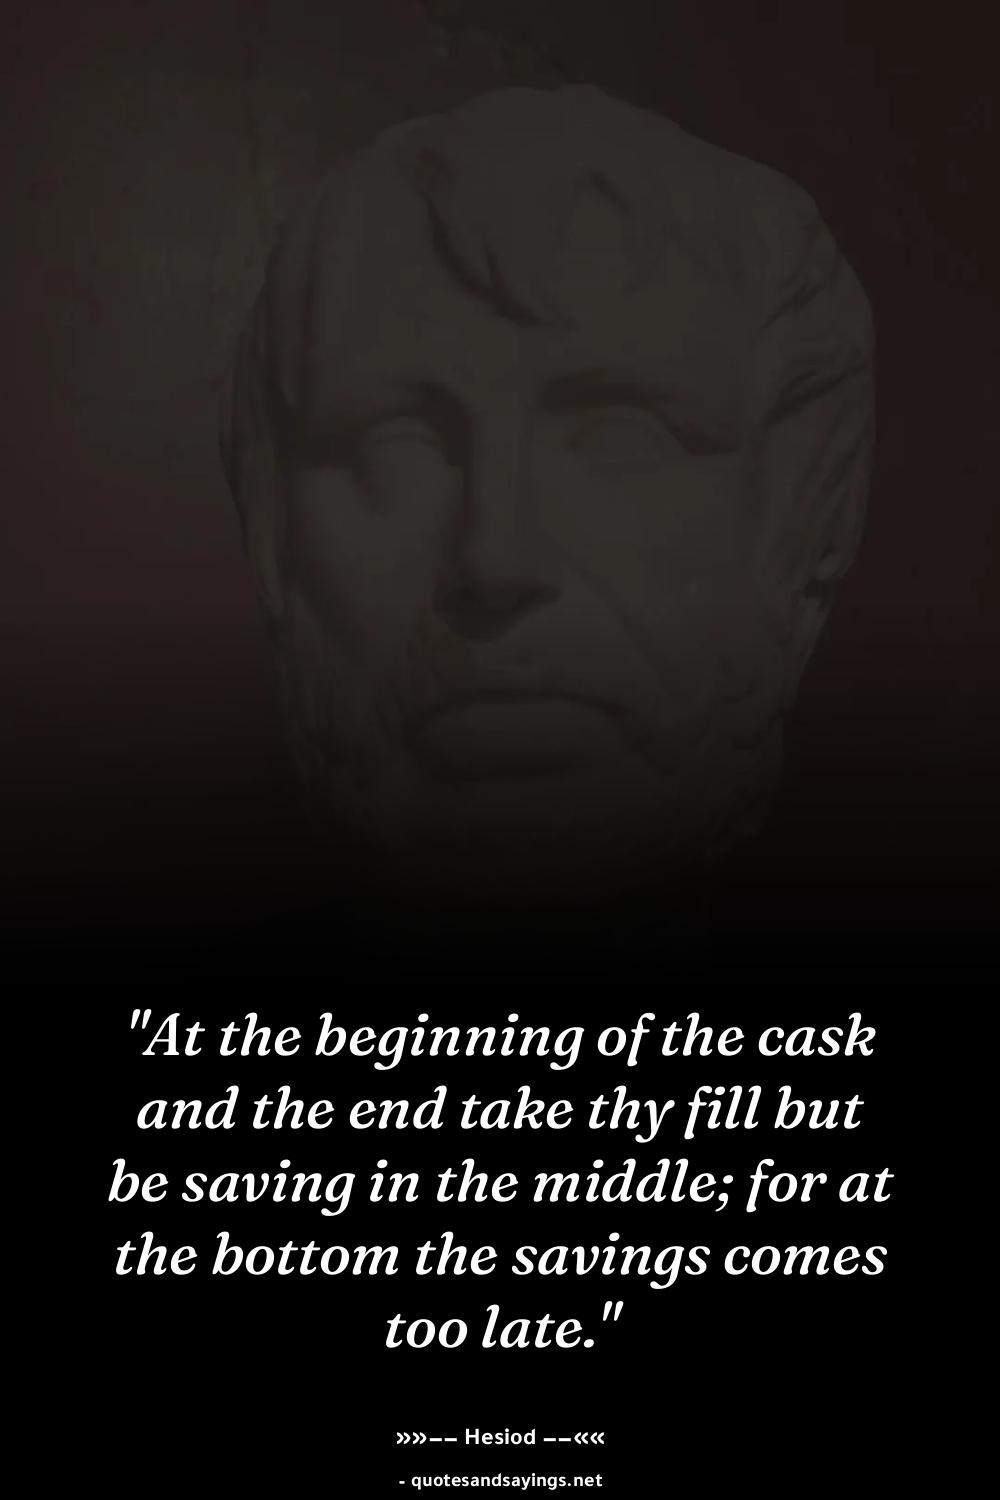 "At the beginning of the cask
and the end take thy fill but
be saving in the middle; for at
the bottom the savings comes
too late."
»»–– Hesiod ––««
- quotesandsayings.net